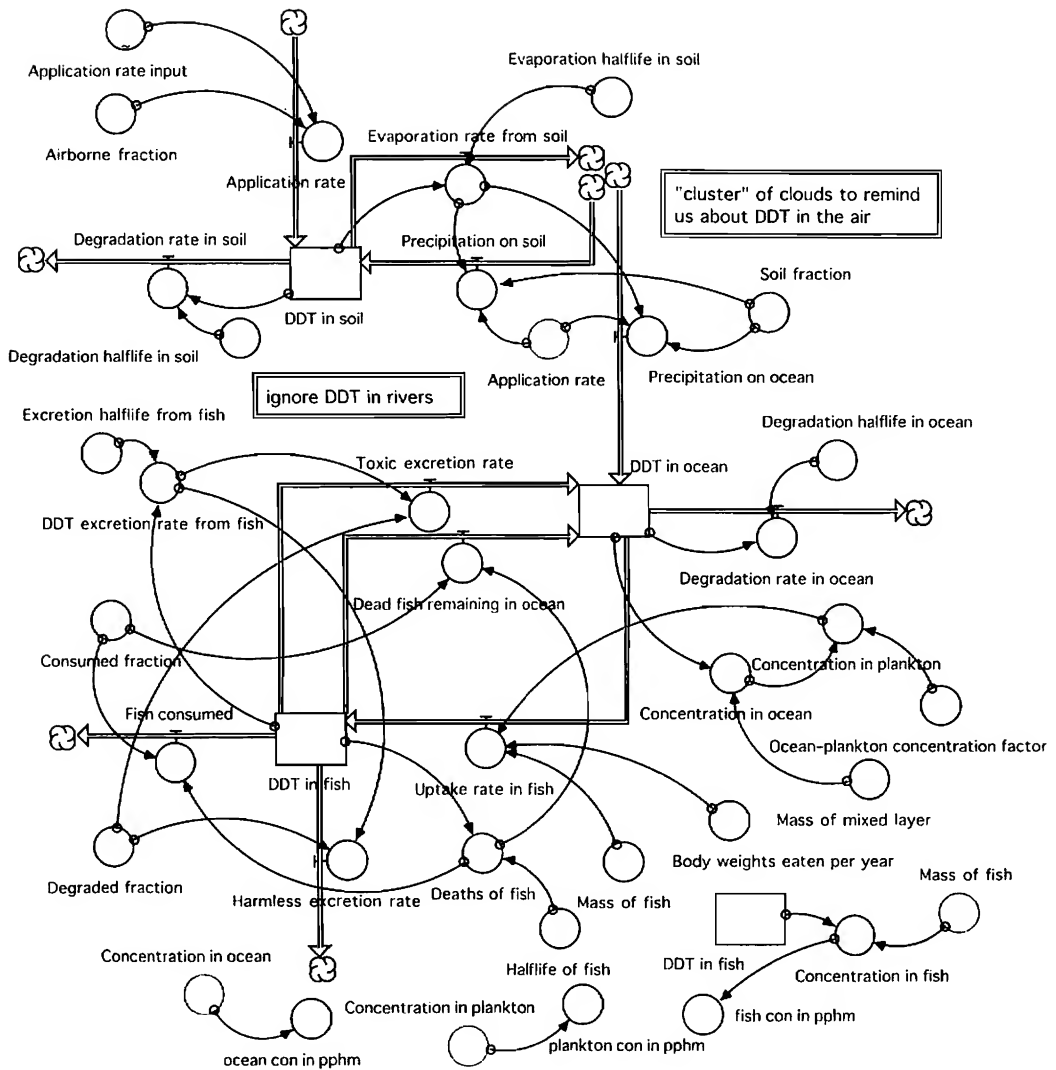 Application rate input
Evaporation halflife in soil
Airborne fraction
Evaporation rate from soil
Application rate
"cluster" of clouds to remind
us about DDT in the air
Degradation rate in soil
Precipitation on soil
Soil fraction
DDT in soil
Degradation halflife in soil
Application rate
Precipitation on ocean
ignore DDT in rivers
Excretion halflife from fish
Degradation halflife in ocean
Toxic excretion rate
DDT in ocean
DDT excretion rate from fish
Degradation rate in ocean
Dead fish remaining in ocean
Consumed fraction
Concentration in plankton
Fish consumed
Concentration in ocean
Ocean-plankton concentration factor
DDT in fish
Uptake rate in fish
Mass of mixed layer
Body weights eaten per year
Degraded fraction
Harmless excretion rate
Deaths of fish
Mass of fish
Mass of fish
Concentration in ocean
Halflife of fish
DDT in fish
Concentration in fish
Concentration in plankton
fish con in pphm
plankton con in pphm
ocean con in pphm